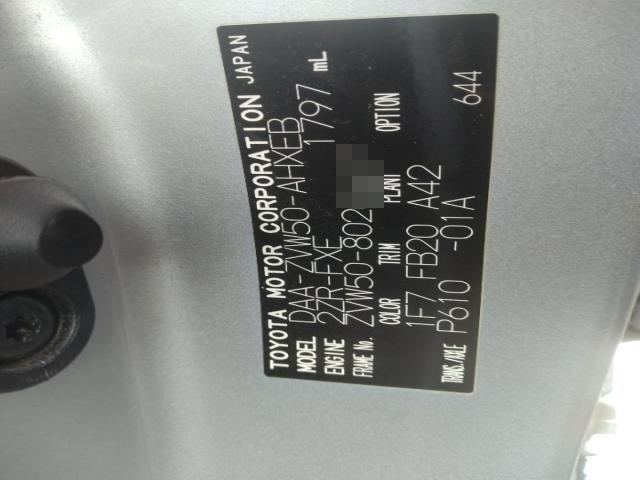 TOYOTA MOTOR CORPORATION JAPAN
MODEL DAA-ZVW50-AHXEB
ENGINE 2ZR-FXE 1797 mL
FRAME No. ZVW50-802
COLOR TRIM PLANT OPTION
1F7 FB20 A42 644
TRANS./AXLE P610 -01A